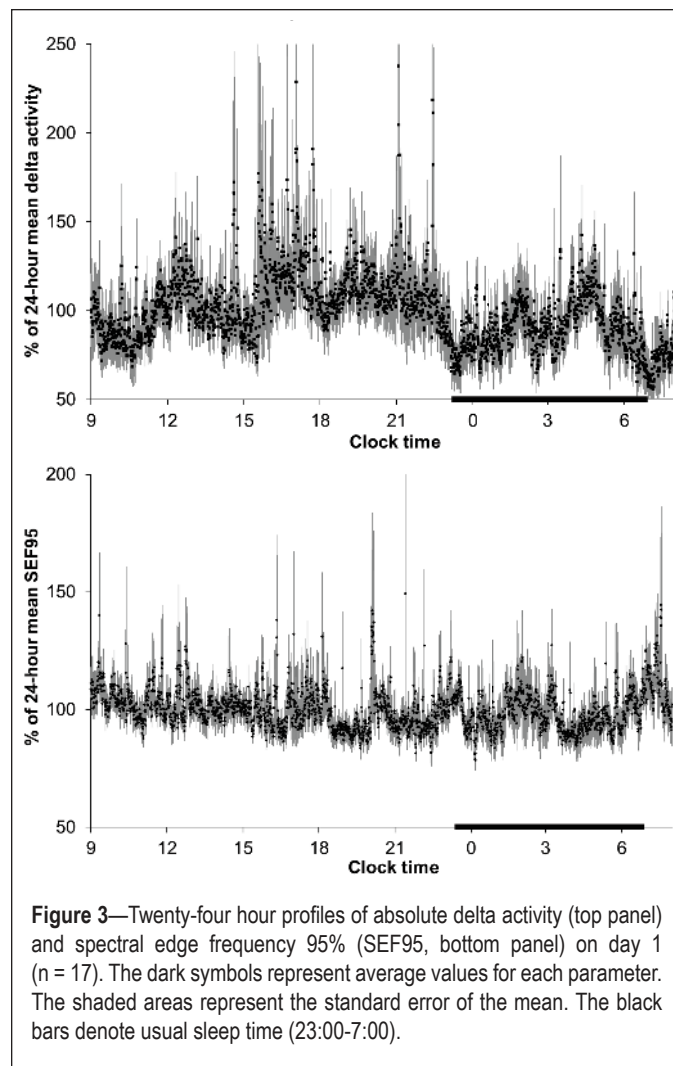 250
200
150
100
50
% of 24-hour mean delta activity
9 12 15 18 21 0 3 6
Clock time
200
150
100
50
% of 24-hour mean SEF95
9 12 15 18 21 0 3 6
Clock time
Figure 3—Twenty-four hour profiles of absolute delta activity (top panel)
and spectral edge frequency 95% (SEF95, bottom panel) on day 1
(n = 17). The dark symbols represent average values for each parameter.
The shaded areas represent the standard error of the mean. The black
bars denote usual sleep time (23:00-7:00).